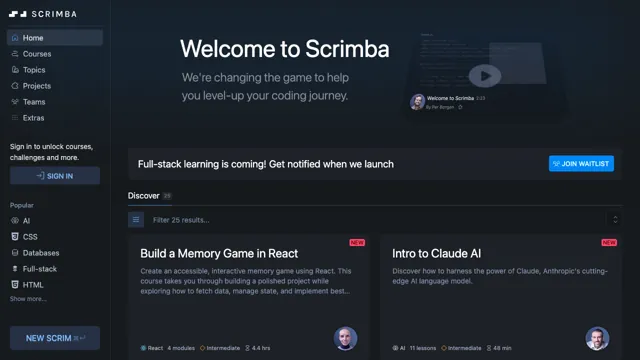 SCRIMBA
Home
Courses
Topics
Projects
Teams
Extras
Sign in to unlock courses,
challenges and more.
SIGN IN
Popular
AI
CSS
Databases
Full-stack
HTML
Show more...
NEW SCRIM
Welcome to Scrimba
We're changing the game to help
you level-up your coding journey.
Welcome to Scrimba
By Per Borgen
Full-stack learning is coming! Get notified when we launch
JOIN WAITLIST
Discover
Filter 25 results...
NEW
Build a Memory Game in React
Create an accessible, interactive memory game using React. This
course takes you through building a polished project while
exploring how to fetch data, manage state, and implement best...
React 4 modules Intermediate 4.4 hrs
NEW
Intro to Claude AI
Discover how to harness the power of Claude, Anthropic's cutting-
edge AI language model.
AI 11 lessons Intermediate 48 min